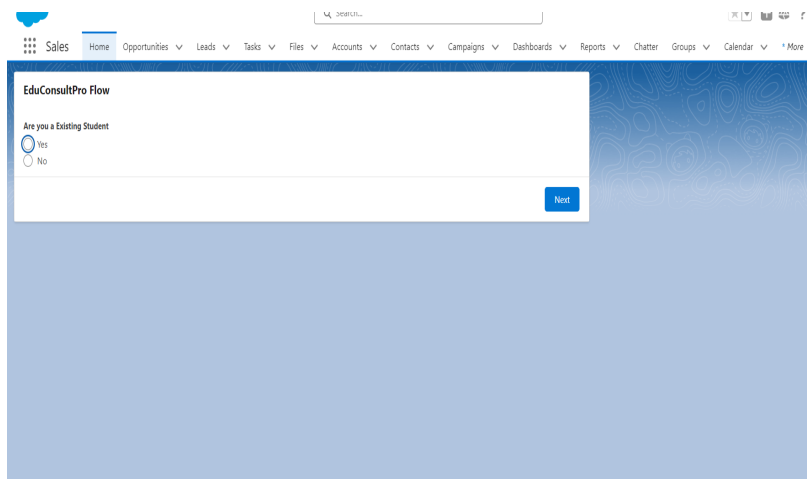 Search...
Sales Home Opportunities Leads Tasks Files Accounts Contacts Campaigns Dashboards Reports Chatter Groups Calendar * More
EduConsultPro Flow
Are you a Existing Student
Yes
No
Next